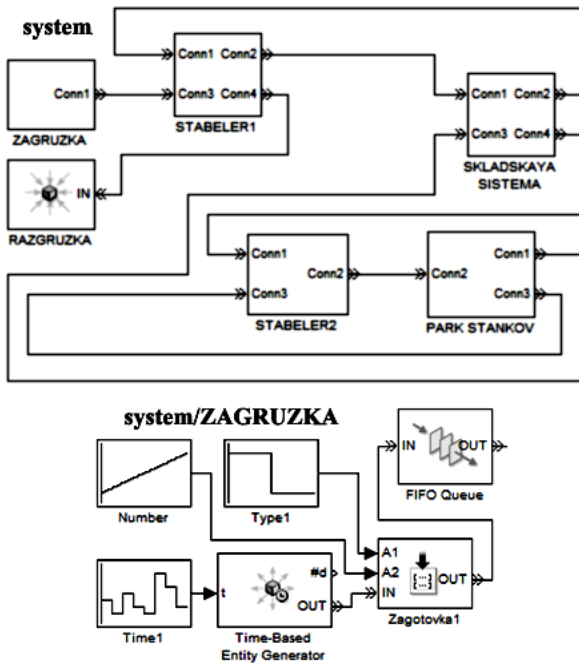 system
Conn1
ZAGRUZKA
Conn1 Conn2
Conn3 Conn4
STABELER1
Conn1 Conn2
Conn3 Conn4
SKLADSKAYA
SISTEMA
IN
RAZGRUZKA
Conn1
Conn2
Conn3
STABELER2
Conn1
Conn2
Conn3
PARK STANKOV
system/ZAGRUZKA
Number
Type1
IN OUT
FIFO Queue
Time1
t
#d
OUT
Time-Based
Entity Generator
A1
A2
IN
OUT
Zagotovka1